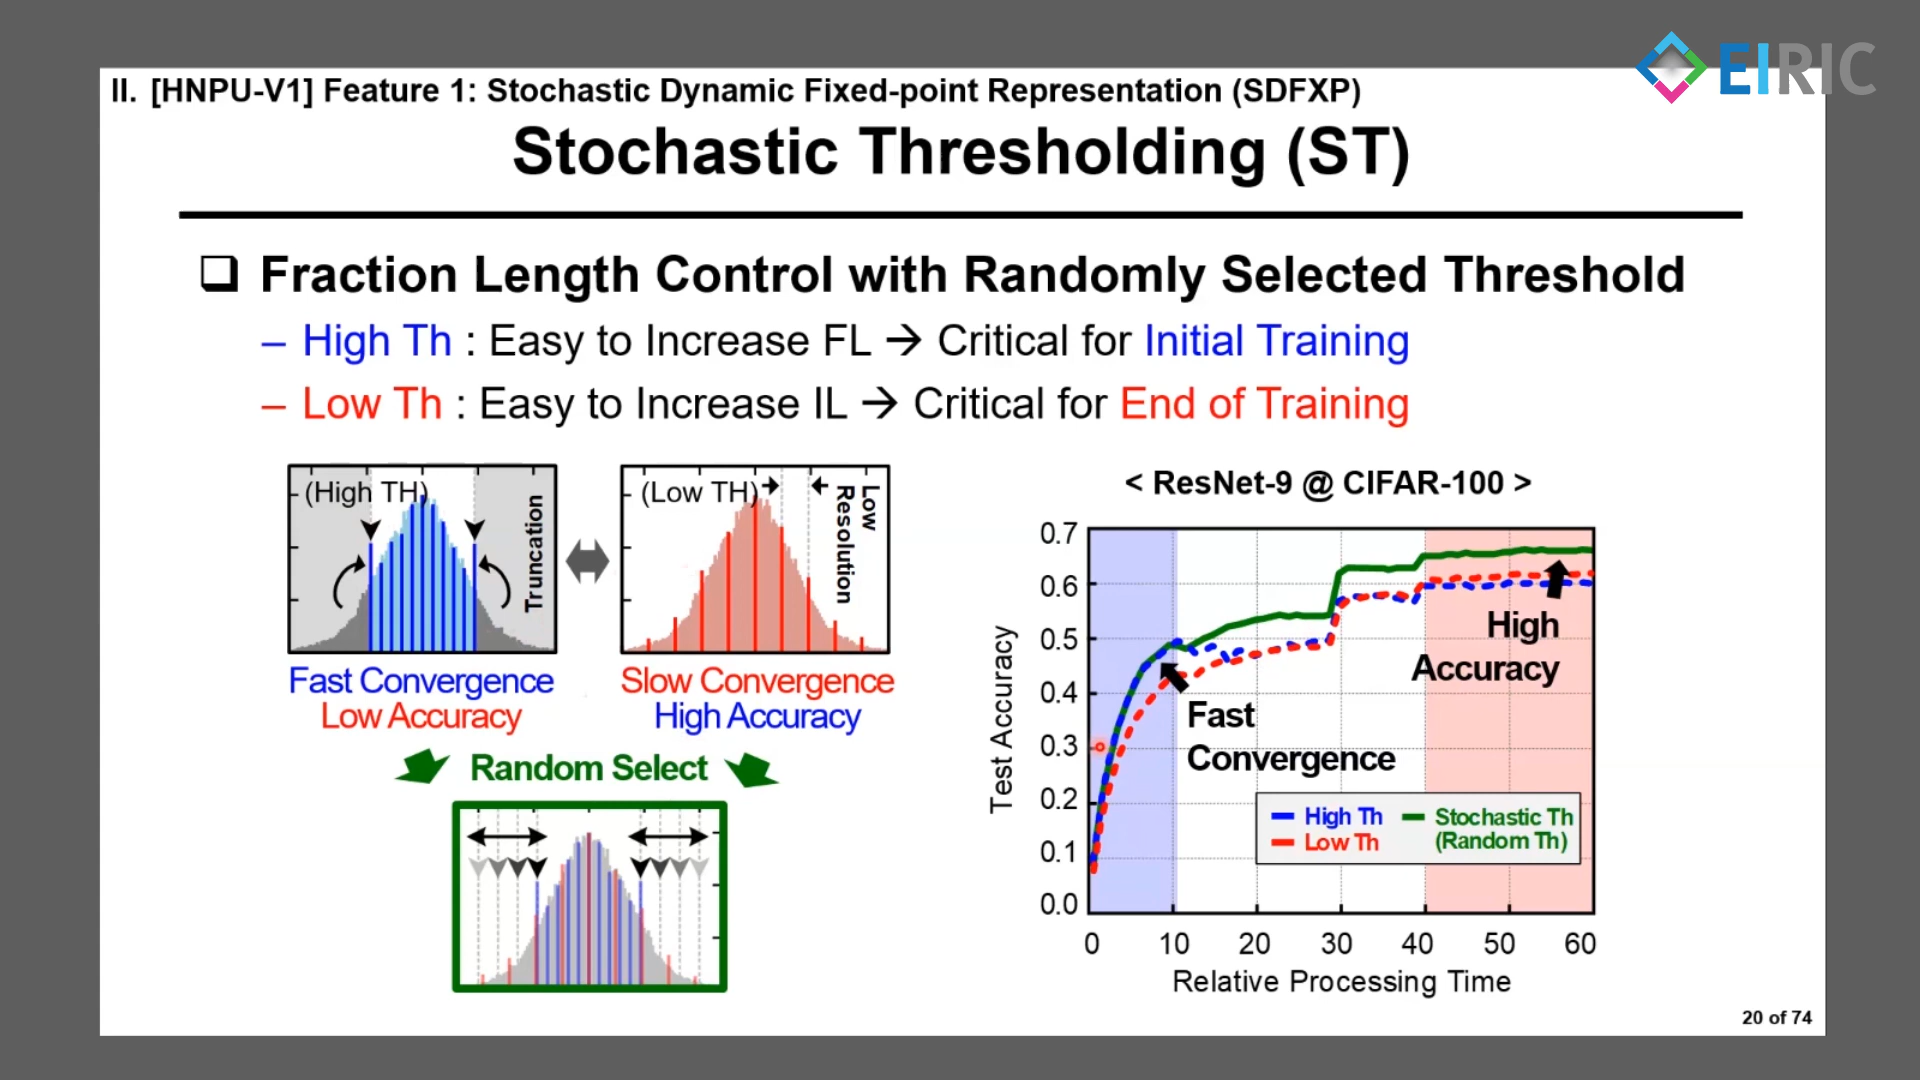 EIRIC
II. [HNPU-V1] Feature 1: Stochastic Dynamic Fixed-point Representation (SDFXP)
Stochastic Thresholding (ST)
❑ Fraction Length Control with Randomly Selected Threshold
– High Th : Easy to Increase FL → Critical for Initial Training
– Low Th : Easy to Increase IL → Critical for End of Training
(High TH)
Truncation
(Low TH)
Low
Resolution
Fast Convergence
Low Accuracy
Slow Convergence
High Accuracy
Random Select
< ResNet-9 @ CIFAR-100 >
Test Accuracy
0.7
0.6
0.5
0.4
0.3
0.2
0.1
0.0
High
Accuracy
Fast
Convergence
High Th
Low Th
Stochastic Th
(Random Th)
0 10 20 30 40 50 60
Relative Processing Time
20 of 74